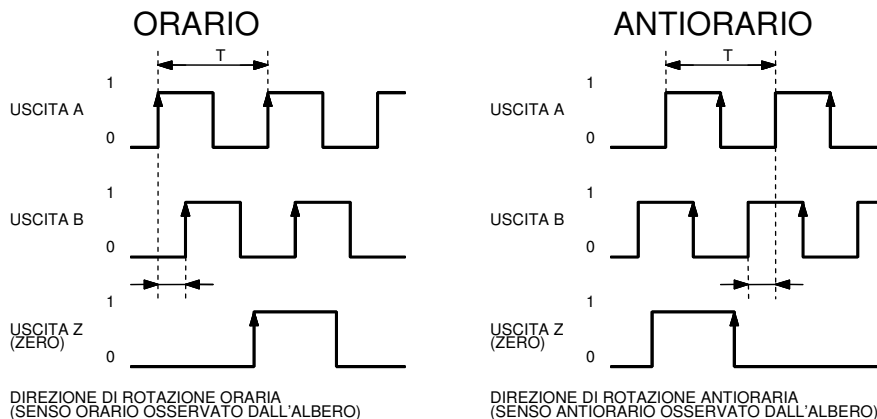 ORARIO
ANTIORARIO
T
T
1
USCITA A
0
1
USCITA A
0
1
USCITA B
0
1
USCITA B
0
1
USCITA Z
(ZERO)
0
1
USCITA Z
(ZERO)
0
DIREZIONE DI ROTAZIONE ORARIA
(SENSO ORARIO OSSERVATO DALL'ALBERO)
DIREZIONE DI ROTAZIONE ANTIORARIA
(SENSO ANTIORARIO OSSERVATO DALL'ALBERO)